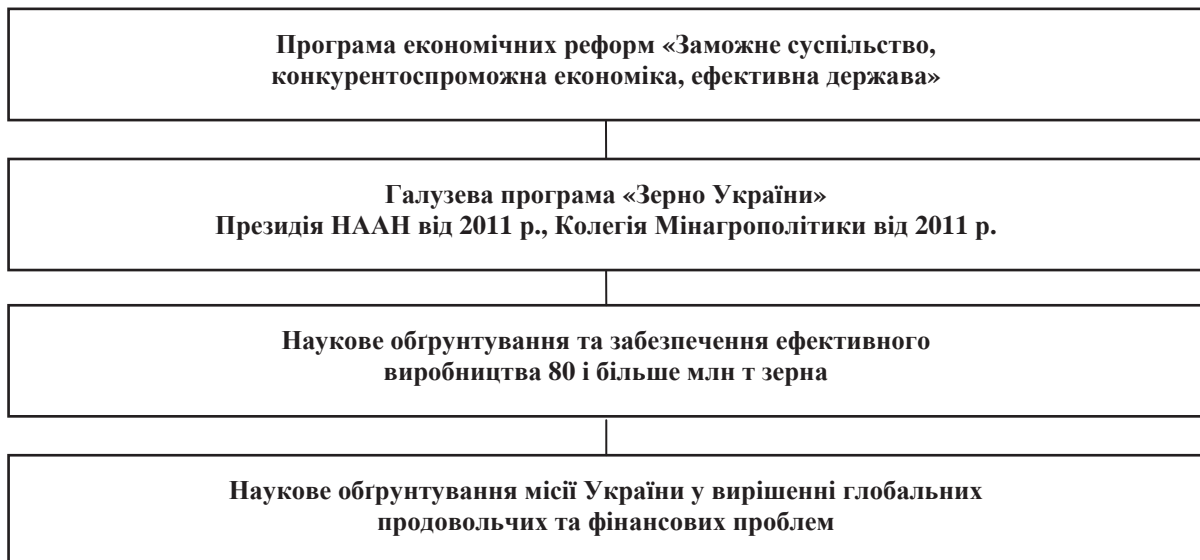 Програма економічних реформ «Заможне суспільство,
конкурентоспроможна економіка, ефективна держава»
Галузева програма «Зерно України»
Президія НААН від 2011 р., Колегія Мінагрополітики від 2011 р.
Наукове обґрунтування та забезпечення ефективного
виробництва 80 і більше млн т зерна
Наукове обґрунтування місії України у вирішенні глобальних
продовольчих та фінансових проблем